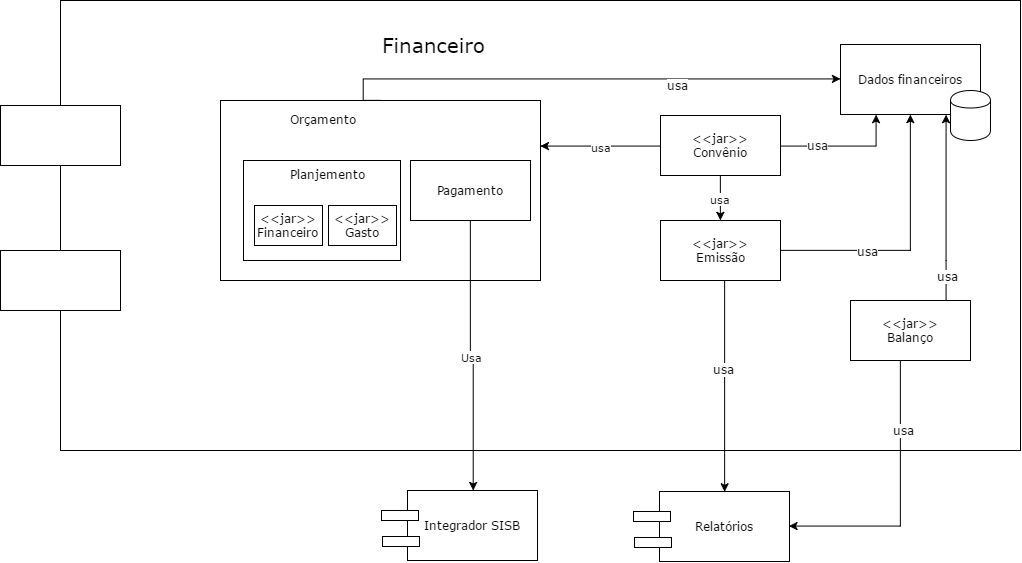 Financeiro
Dados financeiros
usa
Orçamento
<<jar>>
Convênio
usa
usa
Planjemento
Pagamento
<<jar>>
Financeiro
<<jar>>
Gasto
usa
<<jar>>
Emissão
usa
usa
<<jar>>
Balanço
Usa
usa
usa
Integrador SISB
Relatórios